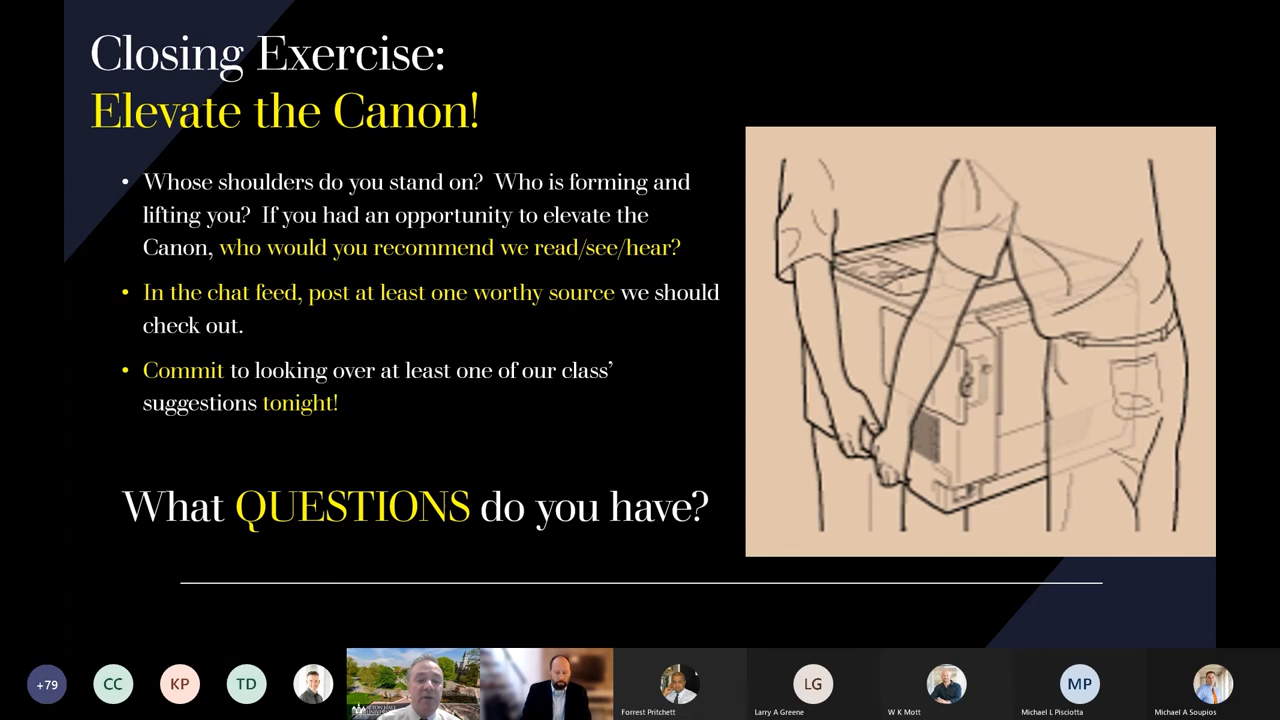 Closing Exercise:
Elevate the Canon!
• Whose shoulders do you stand on? Who is forming and
lifting you? If you had an opportunity to elevate the
Canon, who would you recommend we read/see/hear?
• In the chat feed, post at least one worthy source we should
check out.
• Commit to looking over at least one of our class'
suggestions tonight!
What QUESTIONS do you have?
+79
CC
KP
TD
LG
MP
Forrest Pritchett
Larry A Greene
W K Mott
Michael L Pisciotta
Michael A Soupios